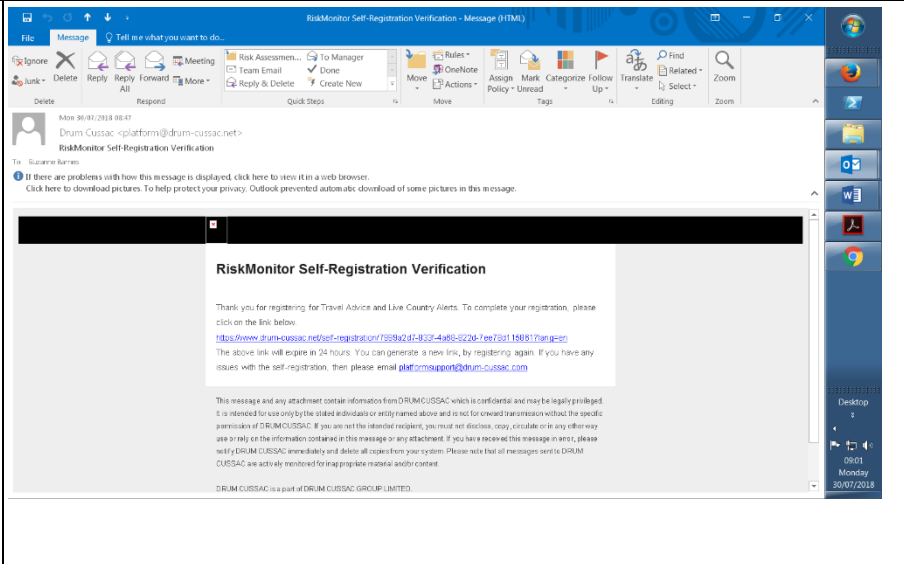 RiskMonitor Self-Registration Verification - Message (HTML)
File Message Tell me what you want to do...
Ignore
Junk
Delete
Reply
Reply All
Forward
Meeting
More
Risk Assessmen...
Team Email
Reply & Delete
To Manager
Done
Create New
Move
Rules
OneNote
Actions
Assign Policy
Mark Unread
Categorize
Follow Up
Translate
Find
Related
Select
Zoom
Delete Respond Quick Steps Move Tags Editing Zoom
Mon 30/07/2018 08:47
Drum Cussac <platform@drum-cussac.net>
RiskMonitor Self-Registration Verification
To Suzanne Barnes
If there are problems with how this message is displayed, click here to view it in a web browser.
Click here to download pictures. To help protect your privacy, Outlook prevented automatic download of some pictures in this message.
RiskMonitor Self-Registration Verification
Thank you for registering for Travel Advice and Live Country Alerts. To complete your registration, please
click on the link below.
The above link will expire in 24 hours. You can generate a new link, by registering again. If you have any
issues with the self-registration, then please email platformsupport@drum-cussac.com
This message and any attachment contain information from DRUM CUSSAC which is confidential and may be legally privileged.
It is intended for use only by the stated individuals or entity named above and is not for onward transmission without the specific
permission of DRUM CUSSAC. If you are not the intended recipient, you must not disclose, copy, circulate or in any other way
use or rely on the information contained in this message or any attachment. If you have received this message in error, please
notify DRUM CUSSAC immediately and delete all copies from your system. Please note that all messages sent to DRUM
CUSSAC are actively monitored for inappropriate material and/or content.
DRUM CUSSAC is a part of DRUM CUSSAC GROUP LIMITED.
Desktop
09:01
Monday
30/07/2018